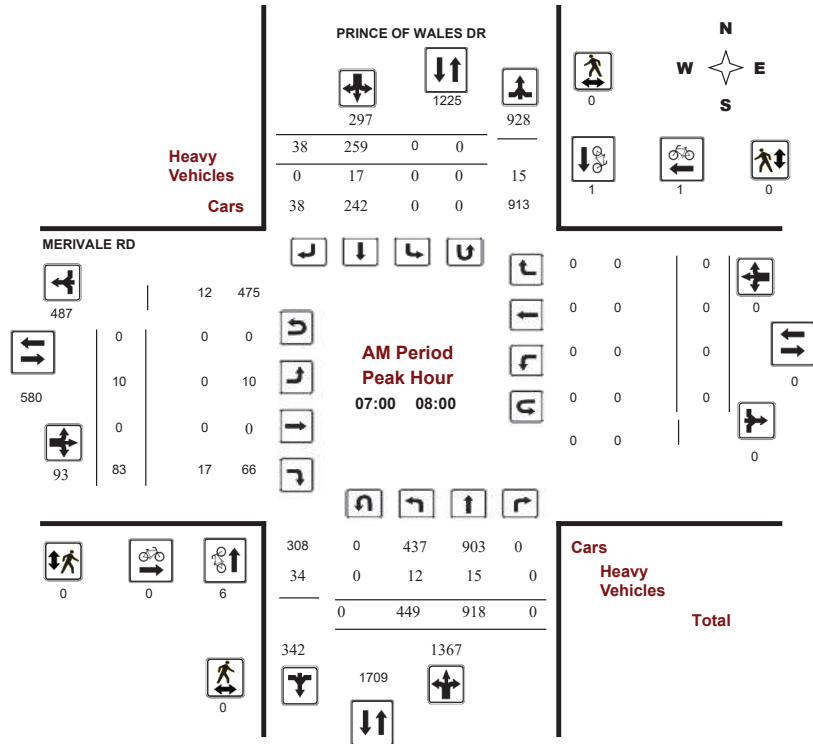 PRINCE OF WALES DR
N
W E
S
1225
0
297 928
38 259 0 0
Heavy
Vehicles
0 17 0 0 15
1 1 0
Cars
38 242 0 0 913
MERIVALE RD
0 0 0
487
12 475
0
0 0 0
0 0 0
580
AM Period
Peak Hour
07:00 08:00
10 0 10
0 0 0
0
0 0 0
0 0 0
93
83 17 66
0 0
0
308 0 437 903 0
Cars
34 0 12 15 0
Heavy
Vehicles
0 0 6
0 449 918 0
Total
342 1367
1709
0